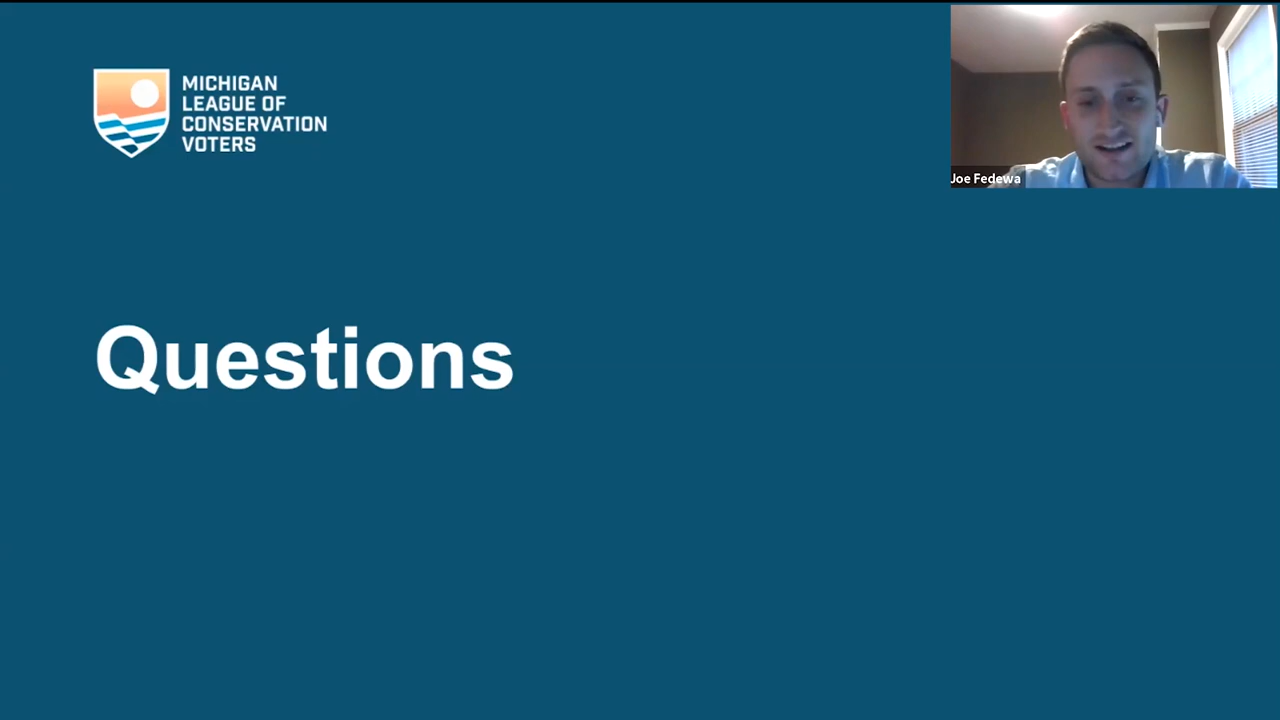 MICHIGAN
LEAGUE OF
CONSERVATION
VOTERS
Joe Fedewa
Questions